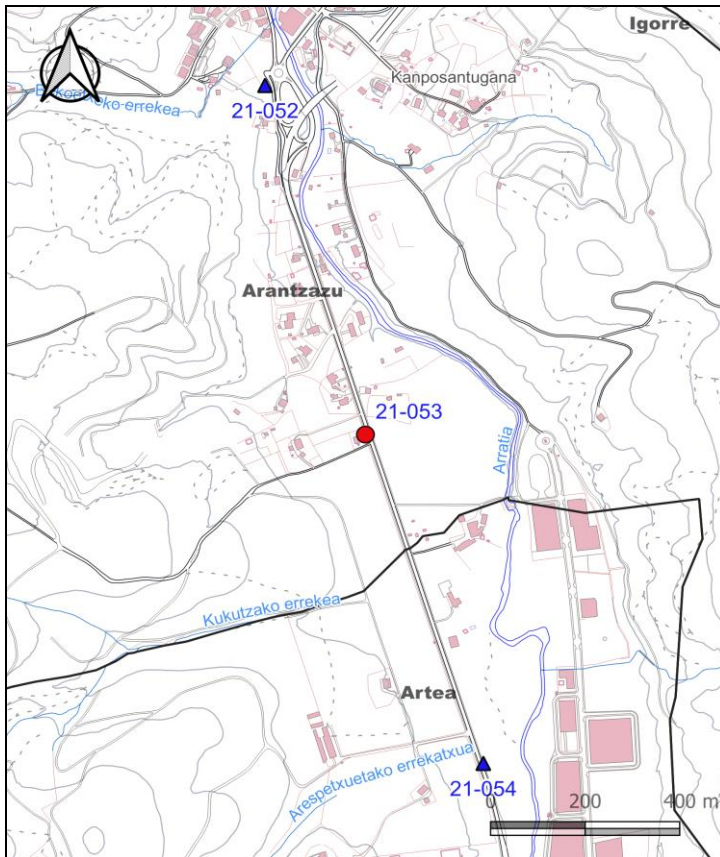 Igorre
Kanposantugana
21-052
Arantzazu
21-053
Arratia
Kukutzako errekea
Artea
Arespetxuetako errekatxua
21-054
0 200 400 m